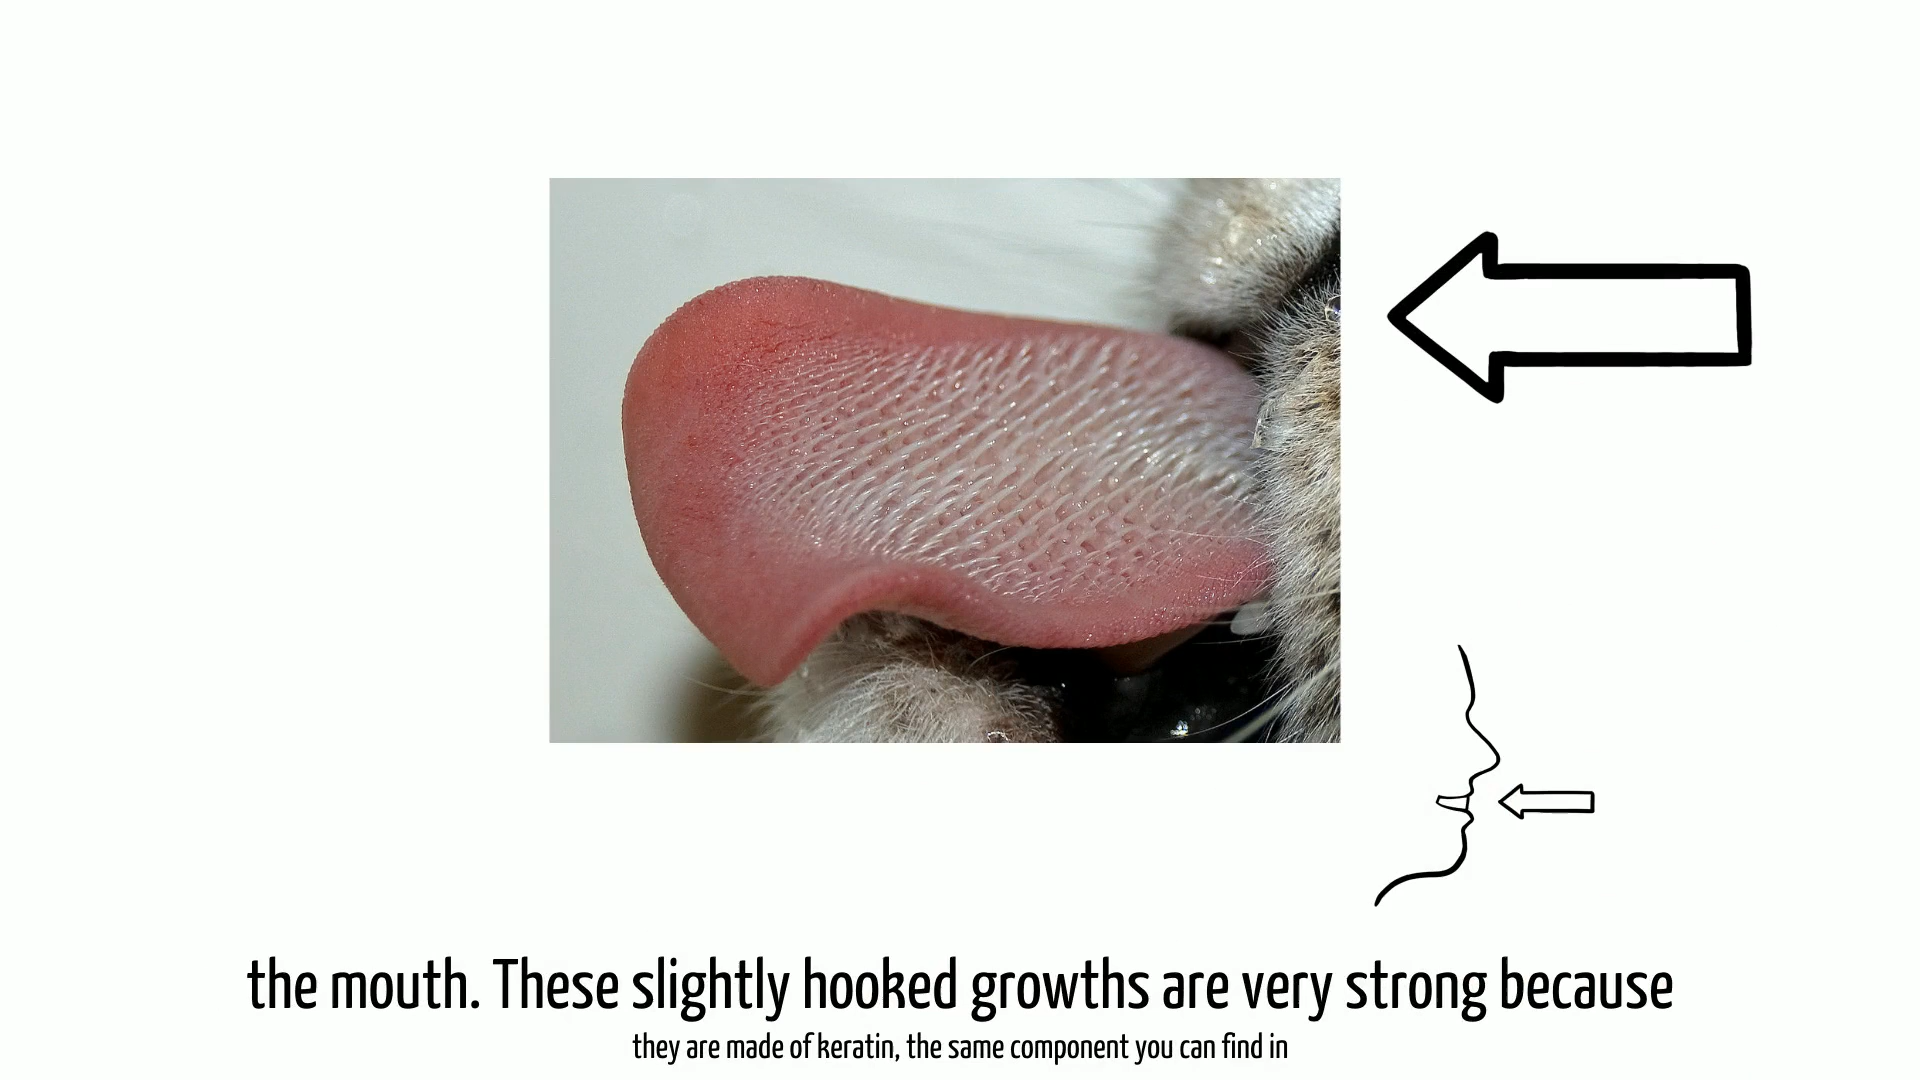 the mouth. These slightly hooked growths are very strong because
they are made of keratin, the same component you can find in